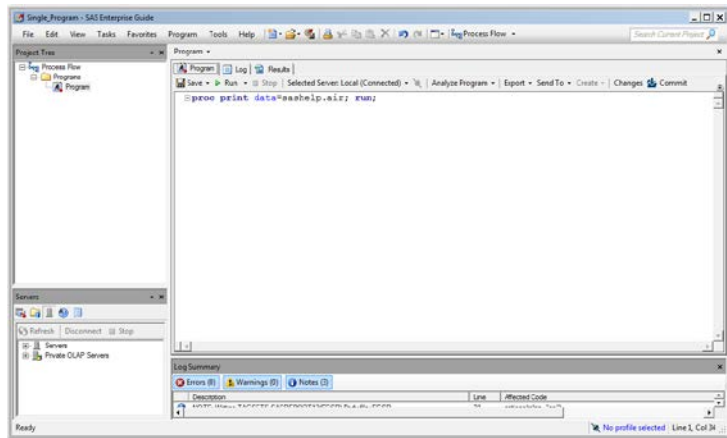 Single_Program - SAS Enterprise Guide
File Edit View Tasks Favorites Program Tools Help Process Flow Search Current Project
Project Tree
Process Flow
Programs
Program
Program
Program Log Results
Save Run Stop Selected Server: Local (Connected) Analyze Program Export Send To Create Changes Commit
proc print data=sashelp.air; run;
Servers
Refresh Disconnect Stop
Servers
Private OLAP Servers
Log Summary
Errors (0) Warnings (0) Notes (3)
Description Line Affected Code
Ready No profile selected Line 1, Col 34